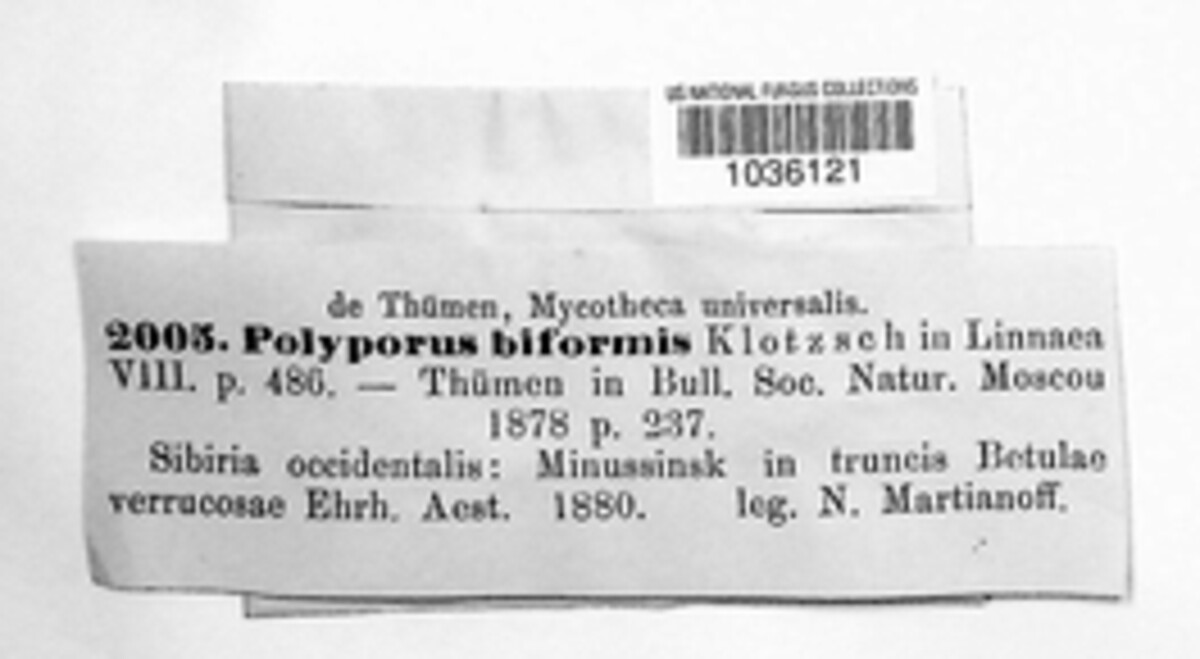 US NATIONAL FUNGUS COLLECTIONS
1036121
de Thümen, Mycotheca universalis.
2005. Polyporus biformis Klotzsch in Linnaea
VIII. p. 486. — Thümen in Bull. Soc. Natur. Moscou
1878 p. 237.
Sibiria occidentalis: Minussinsk in truncis Betulae
verrucosae Ehrh. Aest. 1880. leg. N. Martianoff.